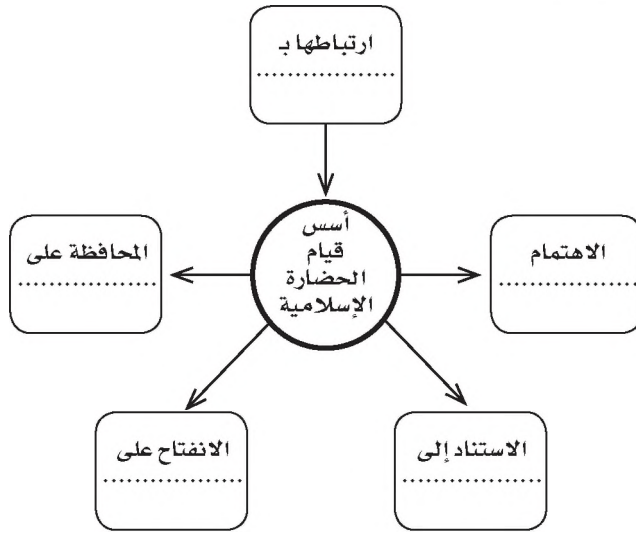 ارتباطها بـ
....................
أسس
قيام
الحضارة
الإسلامية
الاهتمام
....................
المحافظة على
....................
الاستناد إلى
....................
الانفتاح على
....................